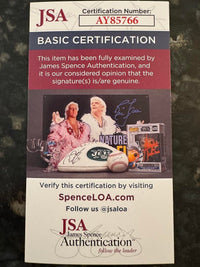 JSA
Certification Number:
AY85766
BASIC CERTIFICATION
This item has been fully examined by
James Spence Authentication, and
it is our considered opinion that the
signature(s) is/are genuine.
Verify this certification by visiting
SpenceLOA.com
Follow us @jsaloa
JSA
James Spence
Authentication
follow the leader